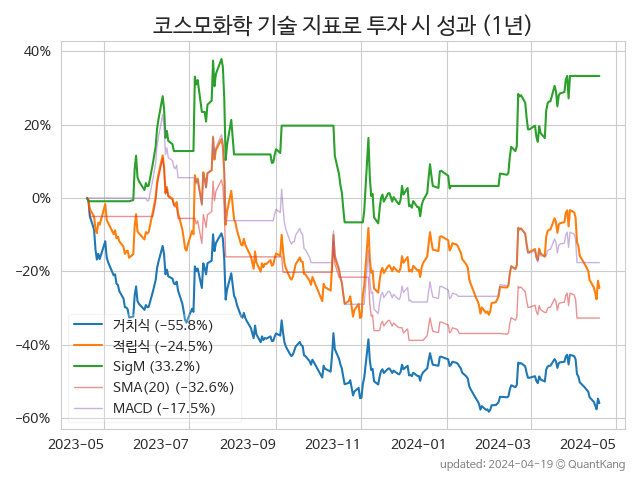 코스모화학 기술 지표로 투자 시 성과 (1년)
40%
20%
0%
−20%
−40%
−60%
거치식 (−55.8%)
적립식 (−24.5%)
SigM (33.2%)
SMA(20) (−32.6%)
MACD (−17.5%)
2023-05 2023-07 2023-09 2023-11 2024-01 2024-03 2024-05
updated: 2024-04-19 © QuantKang